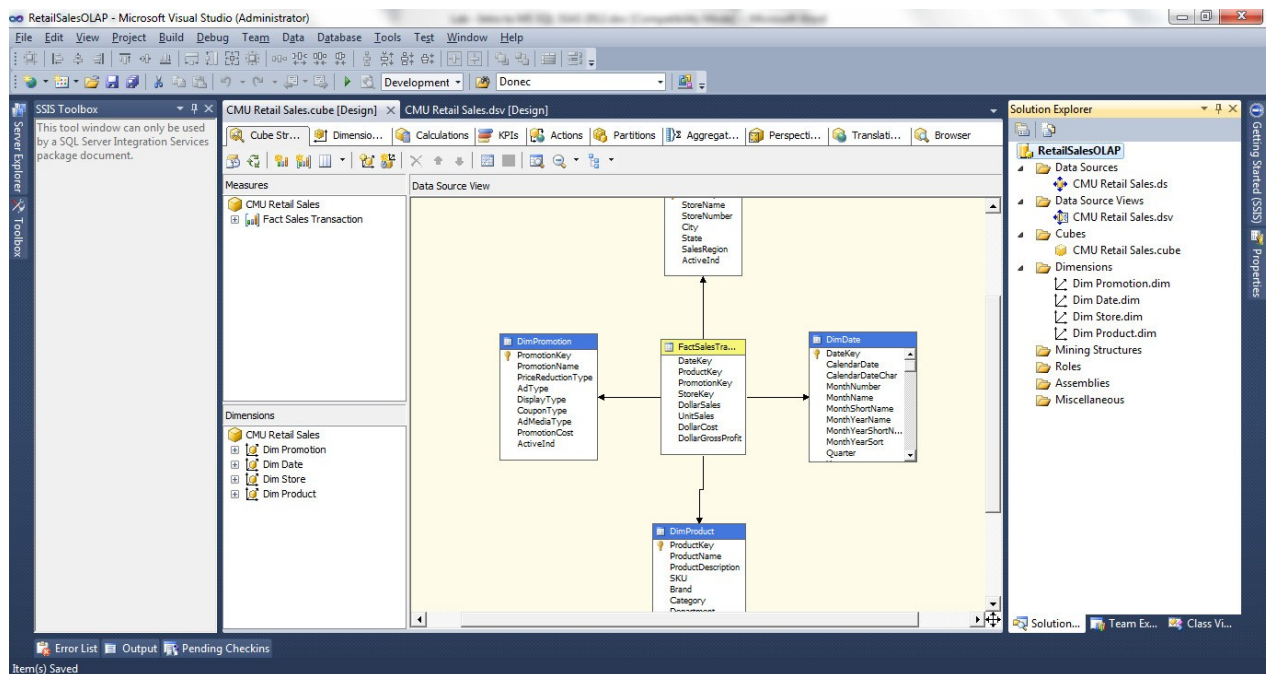 RetailSalesOLAP - Microsoft Visual Studio (Administrator)
File Edit View Project Build Debug Team Data Database Tools Test Window Help
Development Donec
SSIS Toolbox
This tool window can only be used
by a SQL Server Integration Services
package document.
Server Explorer
Toolbox
CMU Retail Sales.cube [Design]
CMU Retail Sales.dsv [Design]
Cube Str... Dimensio... Calculations KPIs Actions Partitions Aggregat... Perspecti... Translati... Browser
Measures
CMU Retail Sales
Fact Sales Transaction
Dimensions
CMU Retail Sales
Dim Promotion
Dim Date
Dim Store
Dim Product
Data Source View
StoreName
StoreNumber
City
State
SalesRegion
ActiveInd
DimPromotion
PromotionKey
PromotionName
PriceReductionType
AdType
DisplayType
CouponType
AdMediaType
PromotionCost
ActiveInd
FactSalesTra...
DateKey
ProductKey
PromotionKey
StoreKey
DollarSales
UnitSales
DollarCost
DollarGrossProfit
DimDate
DateKey
CalendarDate
CalendarDateChar
MonthNumber
MonthName
MonthShortName
MonthYearName
MonthYearShortN...
MonthYearSort
Quarter
DimProduct
ProductKey
ProductName
ProductDescription
SKU
Brand
Category
Department
Solution Explorer
RetailSalesOLAP
Data Sources
CMU Retail Sales.ds
Data Source Views
CMU Retail Sales.dsv
Cubes
CMU Retail Sales.cube
Dimensions
Dim Promotion.dim
Dim Date.dim
Dim Store.dim
Dim Product.dim
Mining Structures
Roles
Assemblies
Miscellaneous
Solution... Team Ex... Class Vi...
Getting Started (SSIS)
Properties
Error List Output Pending Checkins
Item(s) Saved